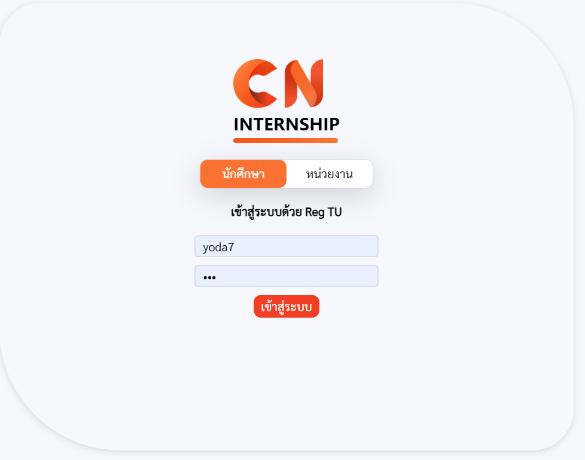 CN
INTERNSHIP
นักศึกษา หน่วยงาน
เข้าสู่ระบบด้วย Reg TU
yoda7
•••
เข้าสู่ระบบ